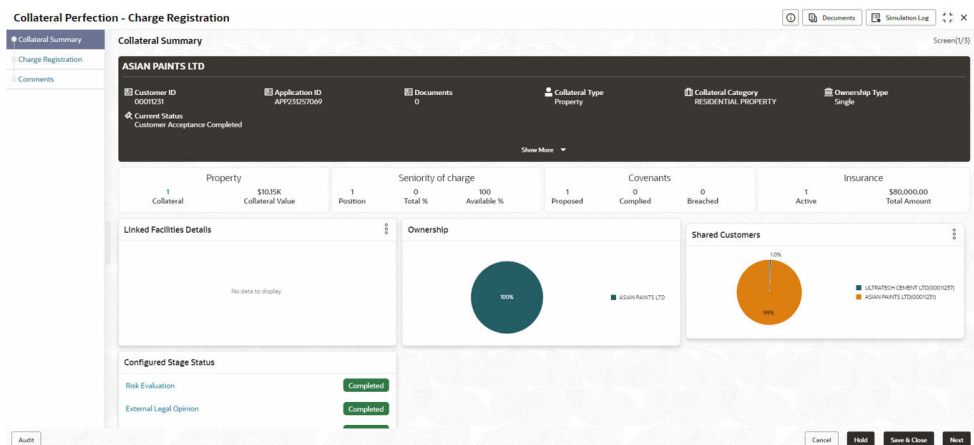 Collateral Perfection - Charge Registration
Documents
Simulation Log
Collateral Summary
Charge Registration
Comments
Collateral Summary
Screen(1/3)
ASIAN PAINTS LTD
Customer ID
00011231
Application ID
APP231257069
Documents
0
Collateral Type
Property
Collateral Category
RESIDENTIAL PROPERTY
Ownership Type
Single
Current Status
Customer Acceptance Completed
Show More
Property
1
Collateral
$10.15K
Collateral Value
Seniority of charge
1
Position
0
Total %
100
Available %
Covenants
1
Proposed
0
Complied
0
Breached
Insurance
1
Active
$80,000.00
Total Amount
Linked Facilities Details
No data to display
Ownership
100%
ASIAN PAINTS LTD
Shared Customers
1.0%
99%
ULTRATECH CEMENT LTD(00011237)
ASIAN PAINTS LTD(00011231)
Configured Stage Status
Risk Evaluation
Completed
External Legal Opinion
Completed
Audit
Cancel
Hold
Save & Close
Next